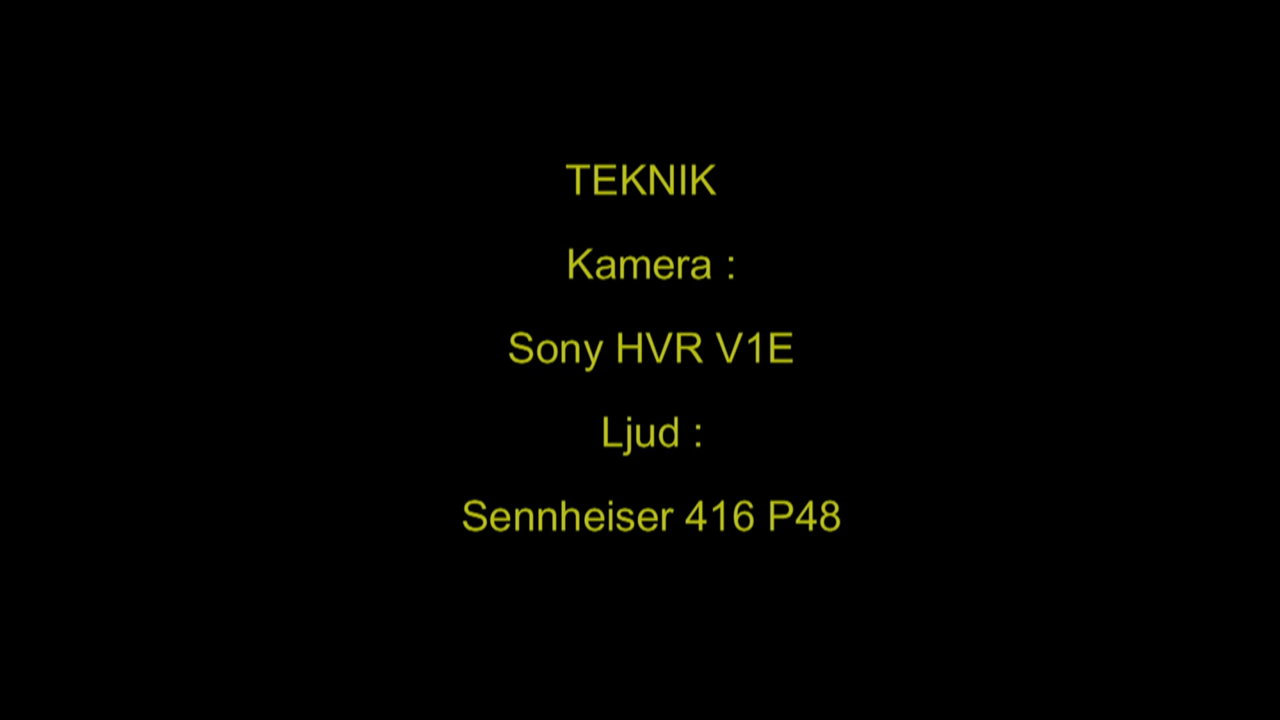 TEKNIK
Kamera :
Sony HVR V1E
Ljud :
Sennheiser 416 P48